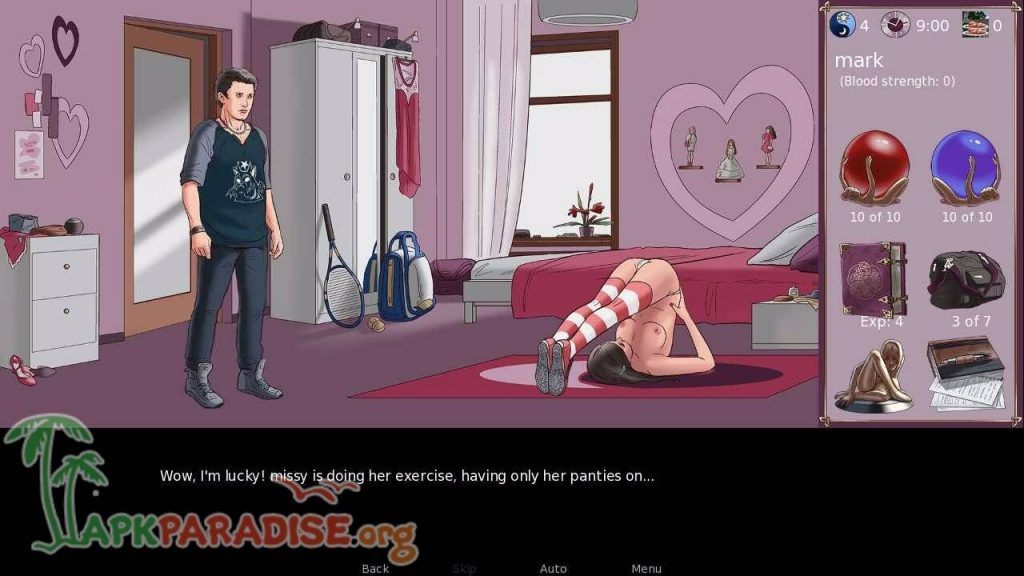 4 9:00 0
mark
(Blood strength: 0)
10 of 10 10 of 10
Exp: 4 3 of 7
Wow, I'm lucky! missy is doing her exercise, having only her panties on...
APKPARADISE.org
Back Skip Auto Menu